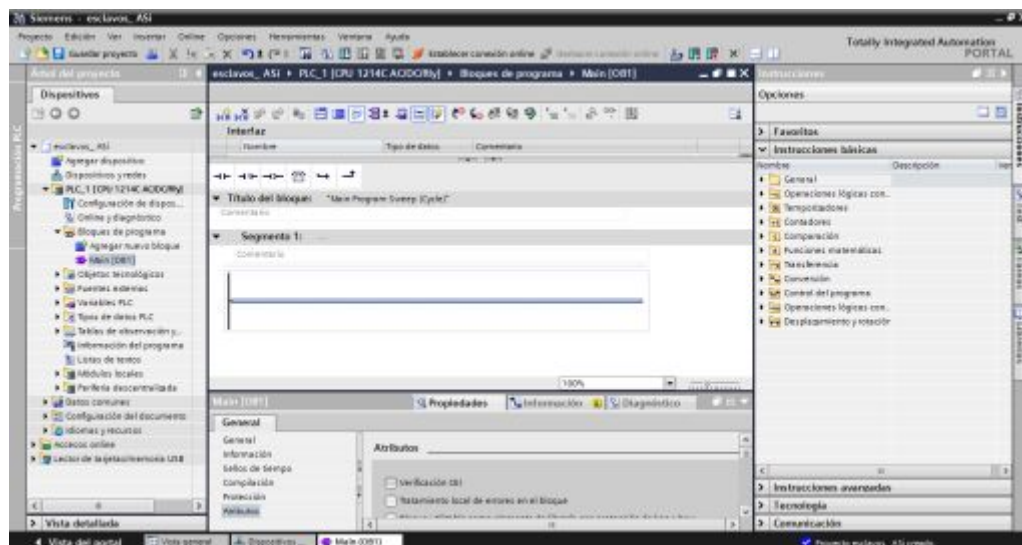 Siemens - esclavos_ASi
Proyecto Edición Ver Insertar Online Opciones Herramientas Ventana Ayuda
Guardar proyecto
Establecer conexión online
Totally Integrated Automation
PORTAL
Árbol del proyecto
Dispositivos
esclavos_ASi
Agregar dispositivo
Dispositivos y redes
PLC_1 [CPU 1214C AC/DC/Rly]
Configuración de dispos...
Online y diagnóstico
Bloques de programa
Agregar nuevo bloque
Main [OB1]
Objetos tecnológicos
Fuentes externas
Variables PLC
Tipos de datos PLC
Tablas de observación y...
Información del programa
Listas de textos
Módulos locales
Periferia descentralizada
Datos comunes
Configuración del documento
Idiomas y recursos
Accesos online
Lector de tarjetas/memoria USB
Vista detallada
Programación PLC
esclavos_ASi PLC_1 [CPU 1214C AC/DC/Rly] Bloques de programa Main [OB1]
Interfaz
Nombre Tipo de datos Comentario
Título del bloque: "Main Program Sweep (Cycle)"
Comentario
Segmento 1: ....
Comentario
100%
Main [OB1]
Propiedades Información Diagnóstico
General
General
Información
Sellos de tiempo
Compilación
Protección
Atributos
Atributos
Verificación IEC
Tratamiento local de errores en el bloque
Instrucciones
Opciones
Favoritos
Instrucciones básicas
Nombre Descripción
General
Operaciones lógicas con...
Temporizadores
Contadores
Comparación
Funciones matemáticas
Transferencia
Conversión
Control del programa
Operaciones lógicas con...
Desplazamiento y rotación
Instrucciones avanzadas
Tecnología
Comunicación
Vista del portal
Vista general
Dispositivos ...
Main (OB1)